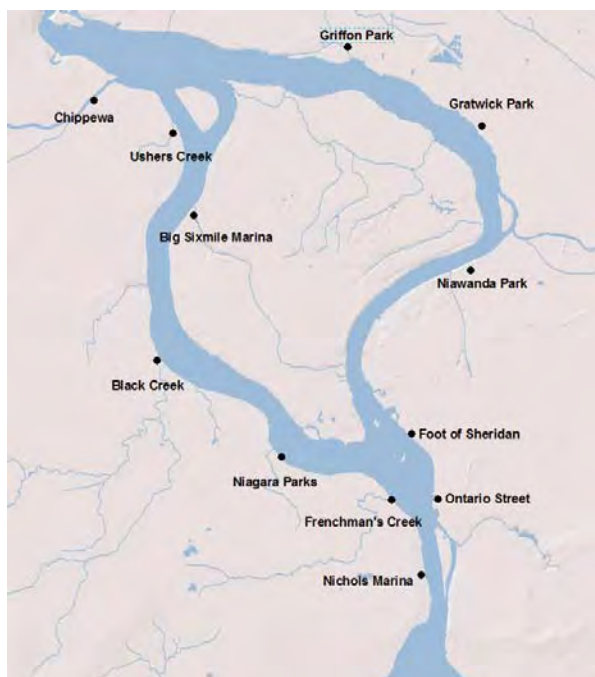 Griffon Park
Chippewa
Gratwick Park
Ushers Creek
Big Sixmile Marina
Niawanda Park
Black Creek
Foot of Sheridan
Niagara Parks
Ontario Street
Frenchman's Creek
Nichols Marina